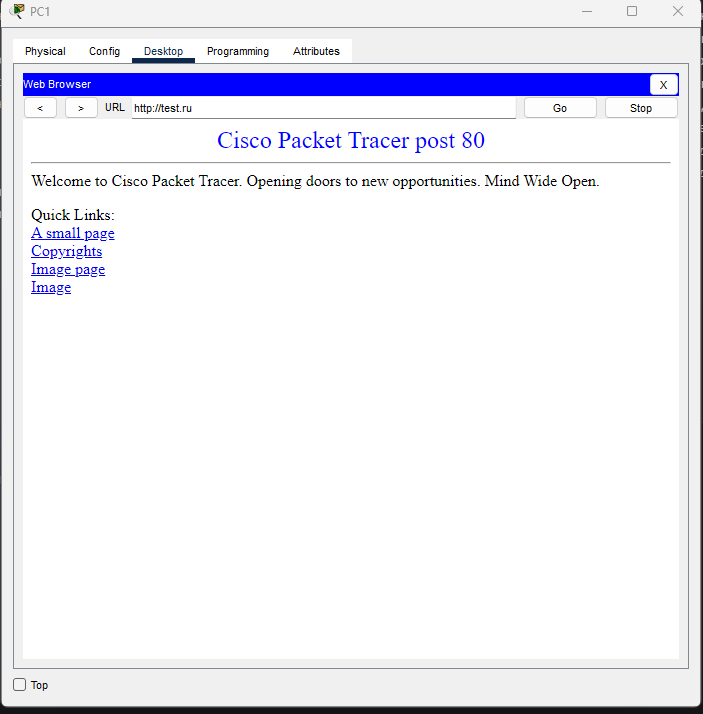 PC1
Physical Config Desktop Programming Attributes
Web Browser X
< > URL http://test.ru Go Stop
Cisco Packet Tracer post 80
Welcome to Cisco Packet Tracer. Opening doors to new opportunities. Mind Wide Open.
Quick Links:
A small page
Copyrights
Image page
Image
Top